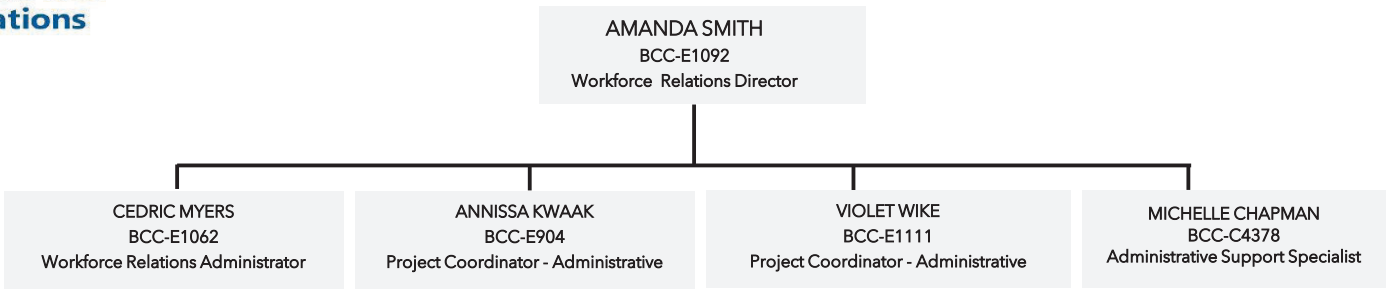 ations
AMANDA SMITH
BCC-E1092
Workforce Relations Director
CEDRIC MYERS
BCC-E1062
Workforce Relations Administrator
ANNISSA KWAAK
BCC-E904
Project Coordinator - Administrative
VIOLET WIKE
BCC-E1111
Project Coordinator - Administrative
MICHELLE CHAPMAN
BCC-C4378
Administrative Support Specialist